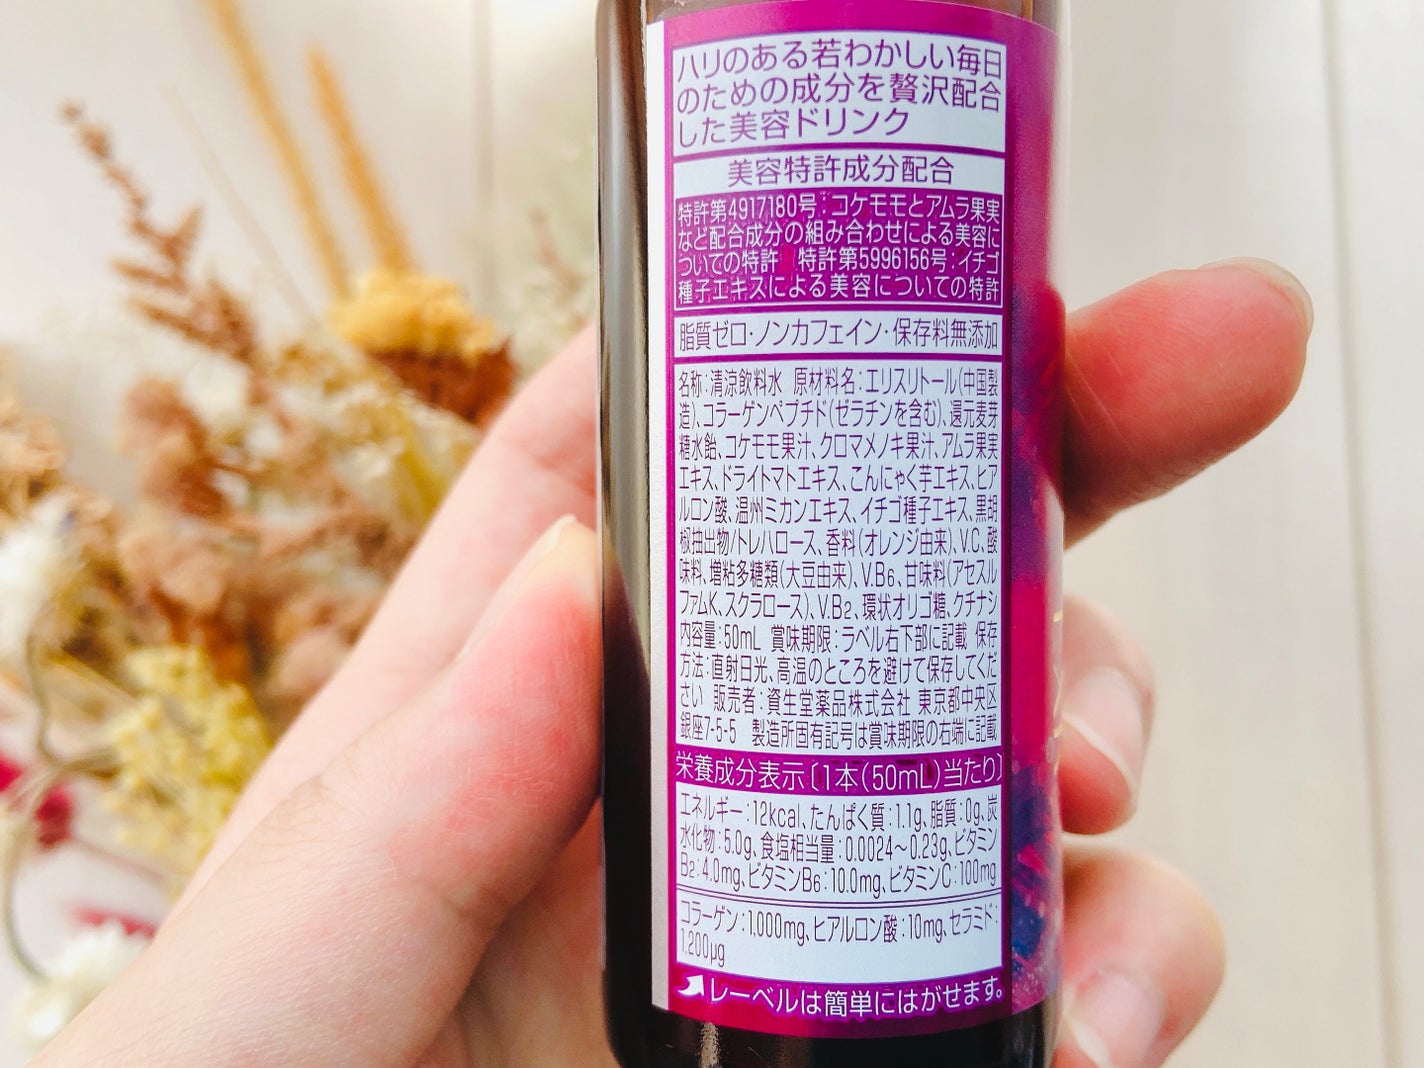 ハリのある若わかしい毎日
のための成分を贅沢配合
した美容ドリンク
美容特許成分配合
特許第4917180号:コケモモとアムラ果実
など配合成分の組み合わせによる美容に
ついての特許 特許第5996156号:イチゴ
種子エキスによる美容についての特許
脂質ゼロ・ノンカフェイン・保存料無添加
名称:清涼飲料水 原材料名:エリスリトール(中国製
造)、コラーゲンペプチド(ゼラチンを含む)、還元麦芽
糖水飴、コケモモ果汁、クロマメノキ果汁、アムラ果実
エキス、ドライトマトエキス、こんにゃく芋エキス、ヒア
ルロン酸、温州ミカンエキス、イチゴ種子エキス、黒胡
椒抽出物/トレハロース、香料(オレンジ由来)、V.C、酸
味料、増粘多糖類(大豆由来)、V.B6、甘味料(アセスル
ファムK、スクラロース)、V.B2、環状オリゴ糖、クチナシ
内容量:50mL 賞味期限:ラベル右下部に記載 保存
方法:直射日光、高温のところを避けて保存してくだ
さい 販売者:資生堂薬品株式会社 東京都中央区
銀座7-5-5 製造所固有記号は賞味期限の右端に記載
栄養成分表示〔1本(50mL)当たり〕
エネルギー:12kcal、たんぱく質:1.1g、脂質:0g、炭
水化物:5.0g、食塩相当量:0.0024~0.23g、ビタミン
B2:4.0mg、ビタミンB6:10.0mg、ビタミンC:100mg
コラーゲン:1,000mg、ヒアルロン酸:10mg、セラミド:
1,200μg
レーベルは簡単にはがせます。